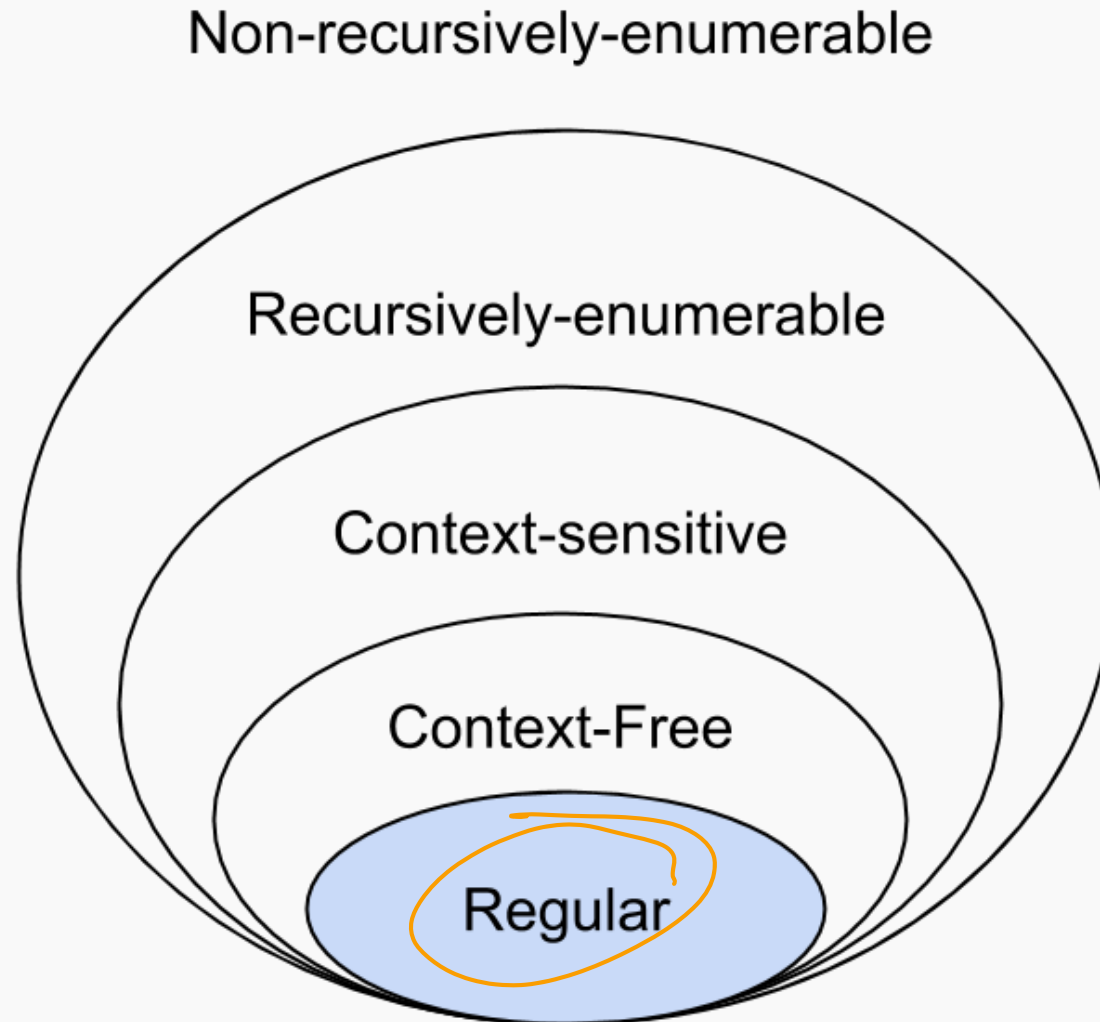 Non-recursively-enumerable
Recursively-enumerable
Context-sensitive
Context-Free
Regular